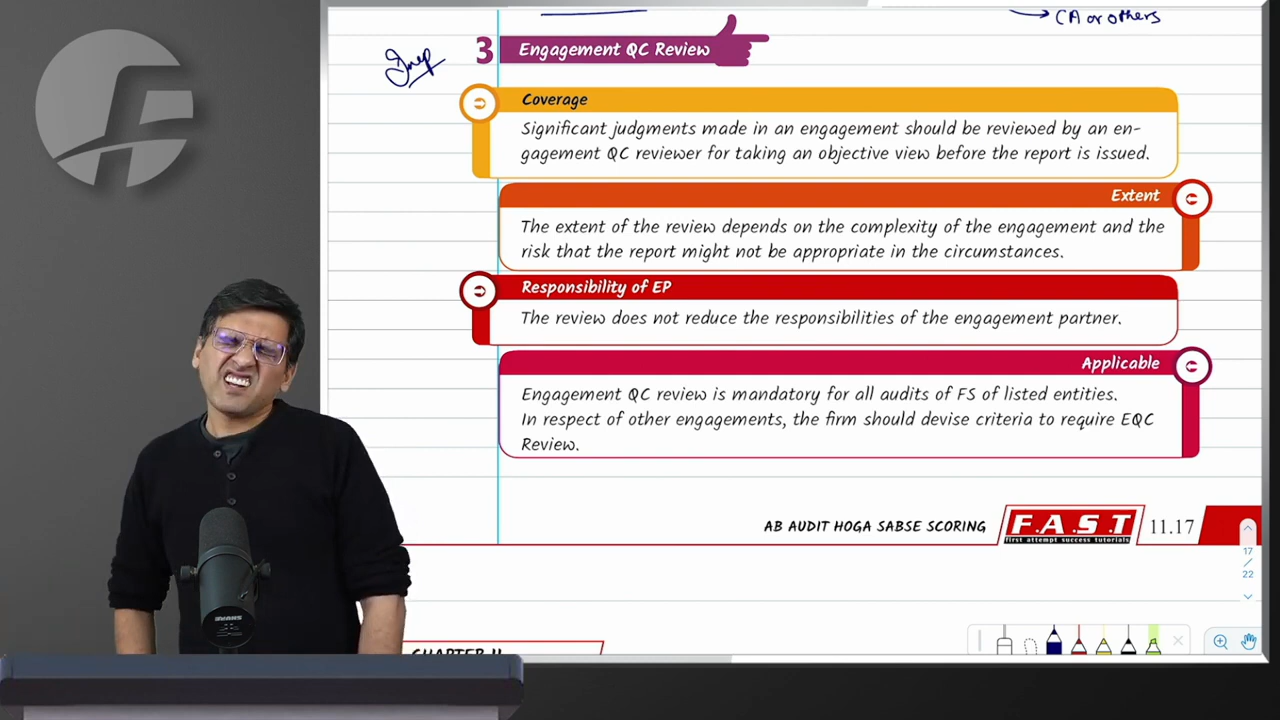 CA or others
Imp
3 Engagement QC Review
Coverage
Significant judgments made in an engagement should be reviewed by an en-
gagement QC reviewer for taking an objective view before the report is issued.
Extent
The extent of the review depends on the complexity of the engagement and the
risk that the report might not be appropriate in the circumstances.
Responsibility of EP
The review does not reduce the responsibilities of the engagement partner.
Applicable
Engagement QC review is mandatory for all audits of FS of listed entities.
In respect of other engagements, the firm should devise criteria to require EQC
Review.
AB AUDIT HOGA SABSE SCORING F.A.S.T 11.17
first attempt success tutorials
17
/
22
CHAPTER 11